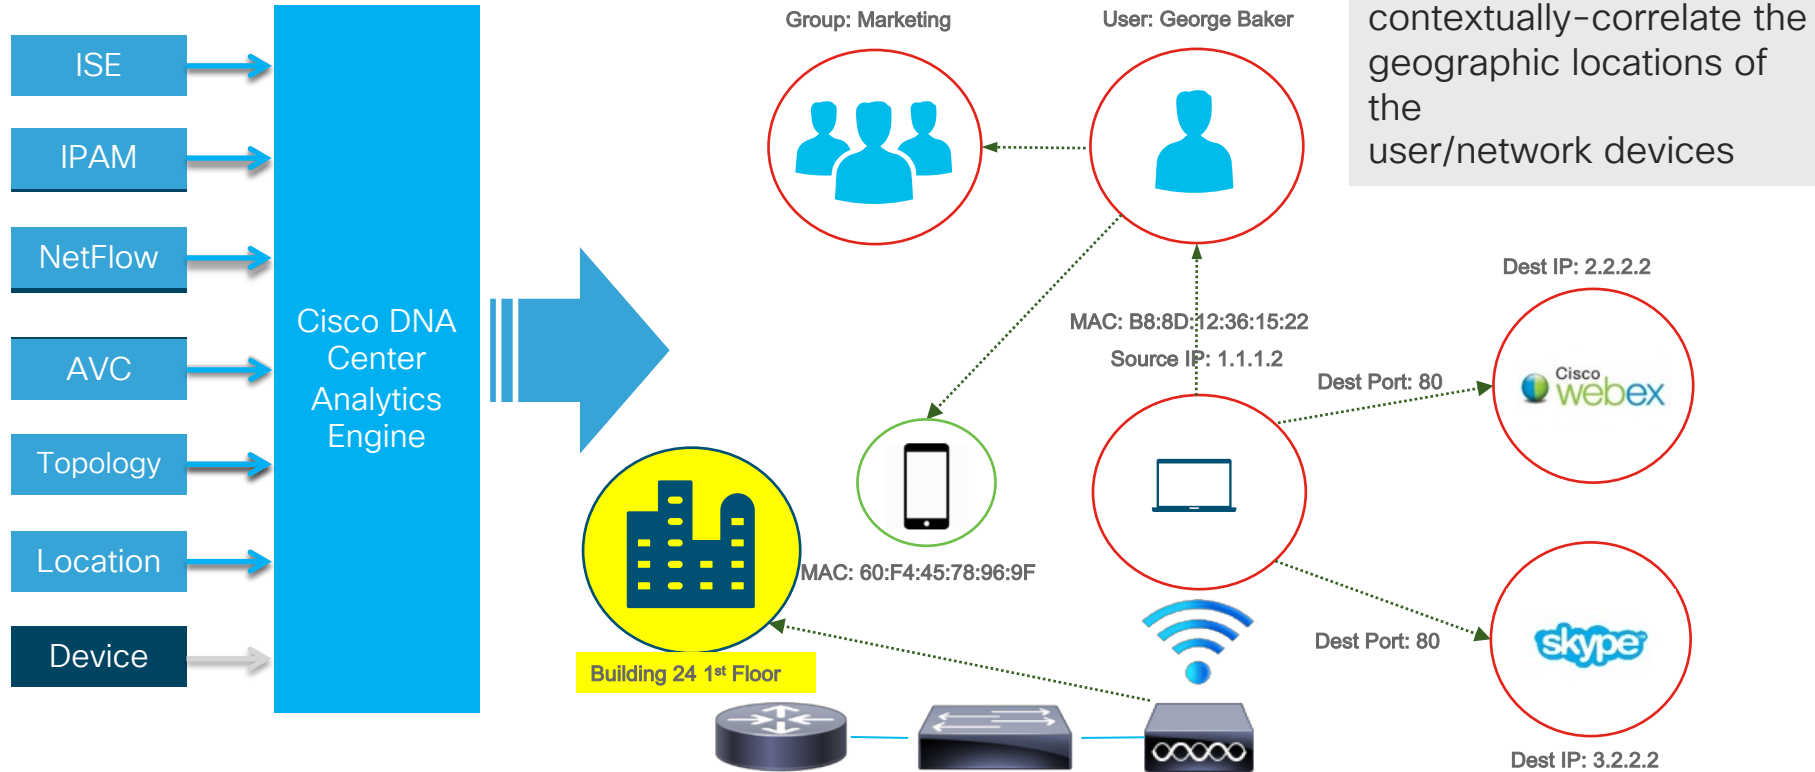 ISE
IPAM
NetFlow
AVC
Topology
Location
Device
Cisco DNA
Center
Analytics
Engine
Group: Marketing
User: George Baker
contextually-correlate the
geographic locations of
the
user/network devices
MAC: B8:8D:12:36:15:22
Source IP: 1.1.1.2
Dest IP: 2.2.2.2
Dest Port: 80
Cisco
webex
MAC: 60:F4:45:78:96:9F
Building 24 1st Floor
Dest Port: 80
skype
Dest IP: 3.2.2.2